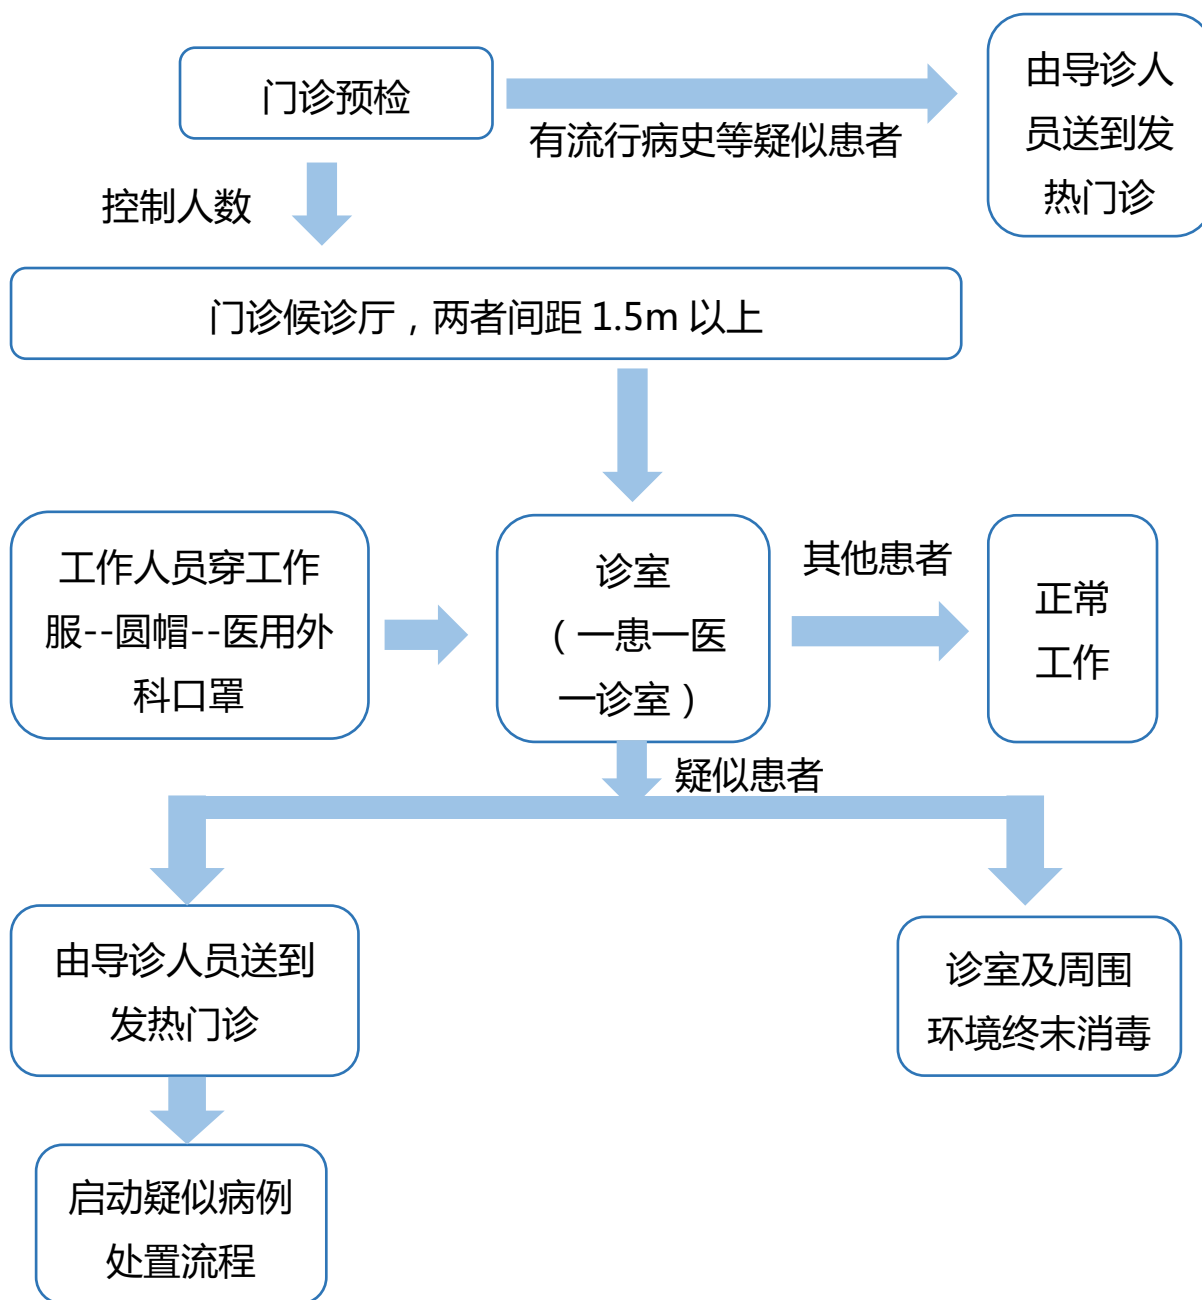 门诊预检
有流行病史等疑似患者
由导诊人
员送到发
热门诊
控制人数
门诊候诊厅，两者间距 1.5m 以上
工作人员穿工作
服--圆帽--医用外
科口罩
诊室
（一患一医
一诊室）
其他患者
正常
工作
疑似患者
由导诊人员送到
发热门诊
诊室及周围
环境终末消毒
启动疑似病例
处置流程